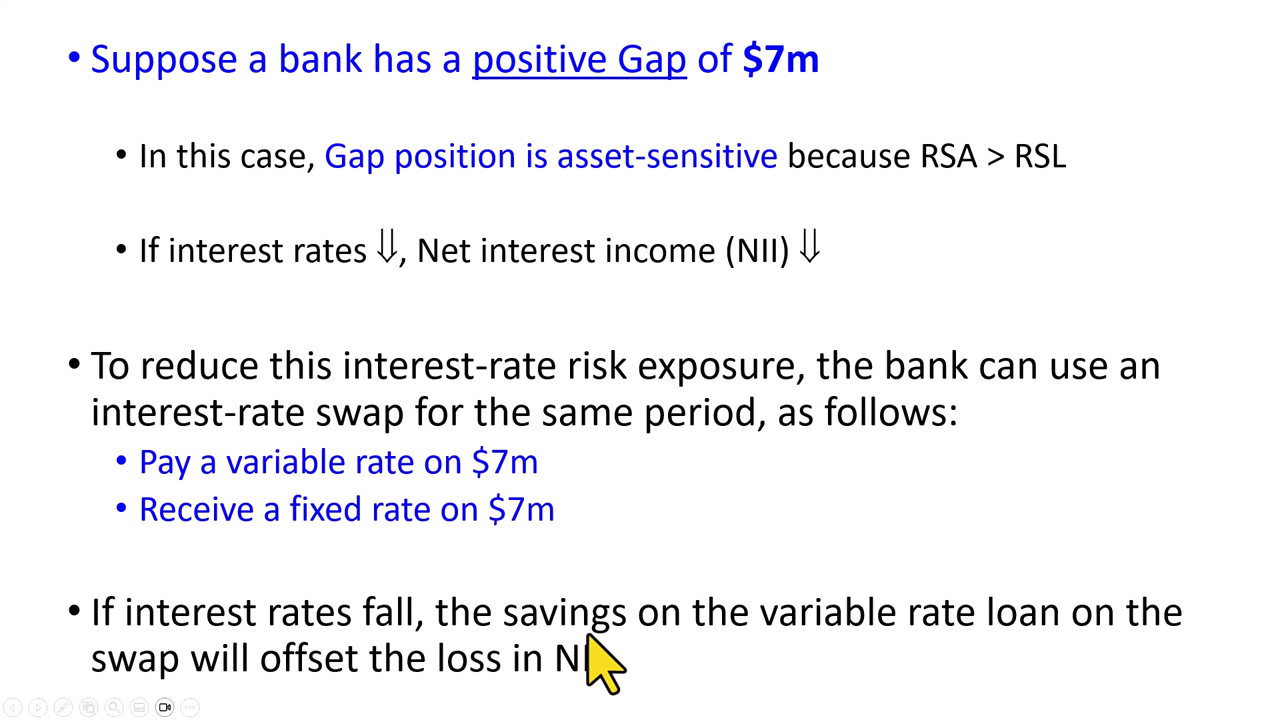 • Suppose a bank has a positive Gap of $7m
• In this case, Gap position is asset-sensitive because RSA > RSL
• If interest rates ⇓, Net interest income (NII) ⇓
• To reduce this interest-rate risk exposure, the bank can use an
interest-rate swap for the same period, as follows:
• Pay a variable rate on $7m
• Receive a fixed rate on $7m
• If interest rates fall, the savings on the variable rate loan on the
swap will offset the loss in